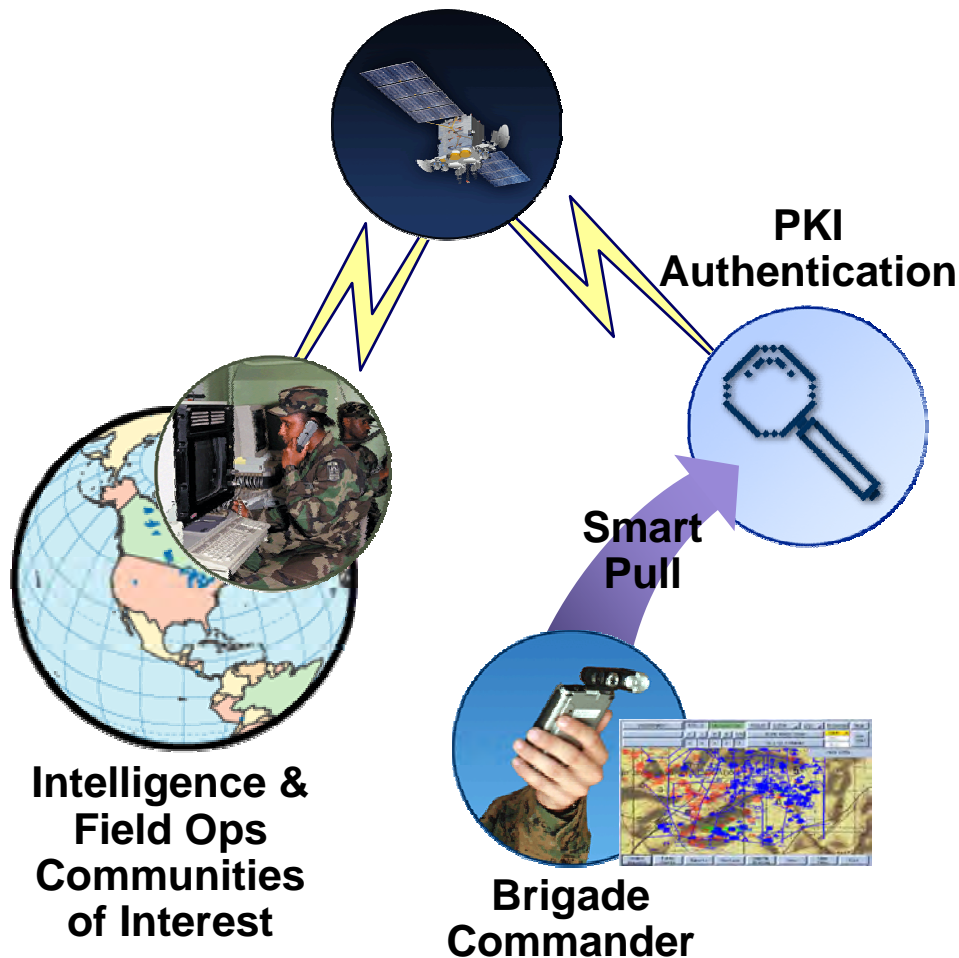 PKI
Authentication
Smart
Pull
Intelligence &
Field Ops
Communities
of Interest
Brigade
Commander